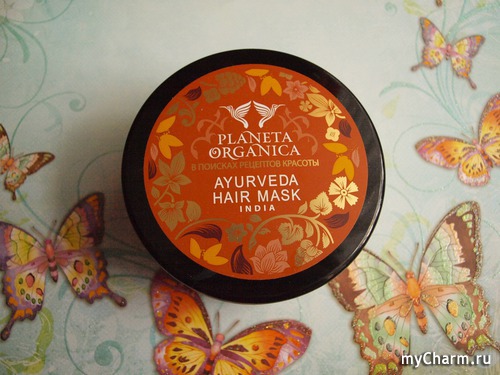 PLANETA
ORGANICA
В ПОИСКАХ РЕЦЕПТОВ КРАСОТЫ
AYURVEDA
HAIR MASK
INDIA
myCharm.ru